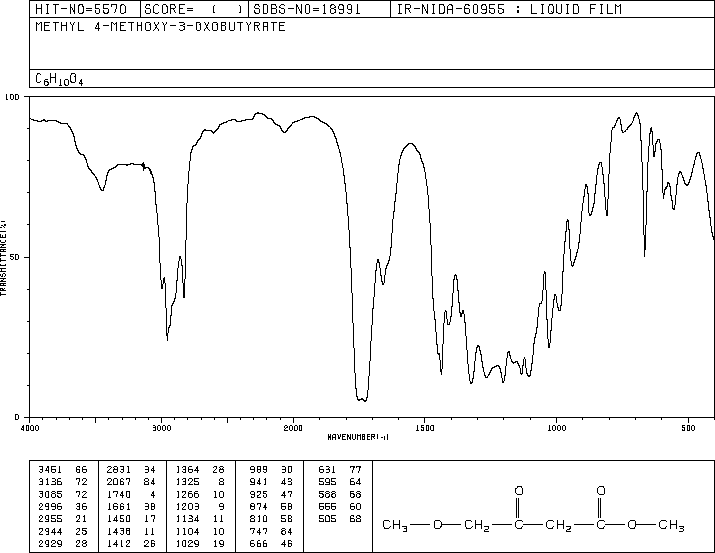 HIT-NO=5570 SCORE= ( ) SDBS-NO=18991 IR-NIDA-60955 : LIQUID FILM
METHYL 4-METHOXY-3-OXOBUTYRATE
C6H10O4
100
50
0
TRANSMITTANCE(%)
4000 3000 2000 1500 1000 500
WAVENUMBER(-1)
3461 66 2831 34 1364 28 989 30 631 77
3136 72 2067 84 1325 8 941 43 595 64
3085 72 1740 4 1266 10 925 47 588 68
2996 36 1661 38 1203 9 874 58 555 60
2955 21 1450 17 1134 11 810 58 505 68
2944 25 1438 11 1104 10 747 84
2929 28 1412 26 1029 19 666 46
O O
CH3 O CH2 C CH2 C O CH3